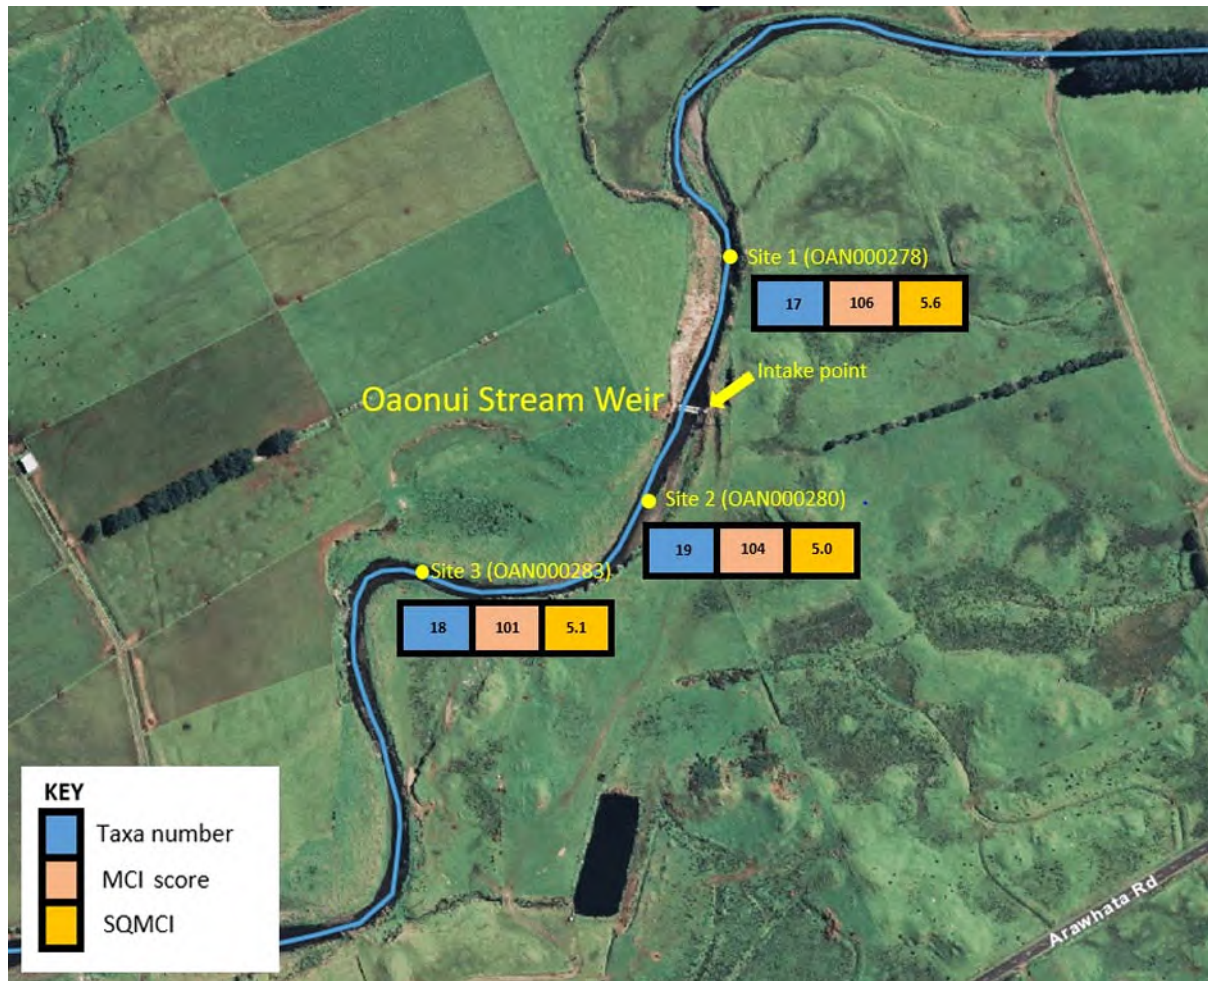 Site 1 (OAN000278)
17 106 5.6
Intake point
Oaonui Stream Weir
Site 2 (OAN000280)
19 104 5.0
Site 3 (OAN000283)
18 101 5.1
KEY
Taxa number
MCI score
SQMCI
Arawhata Rd